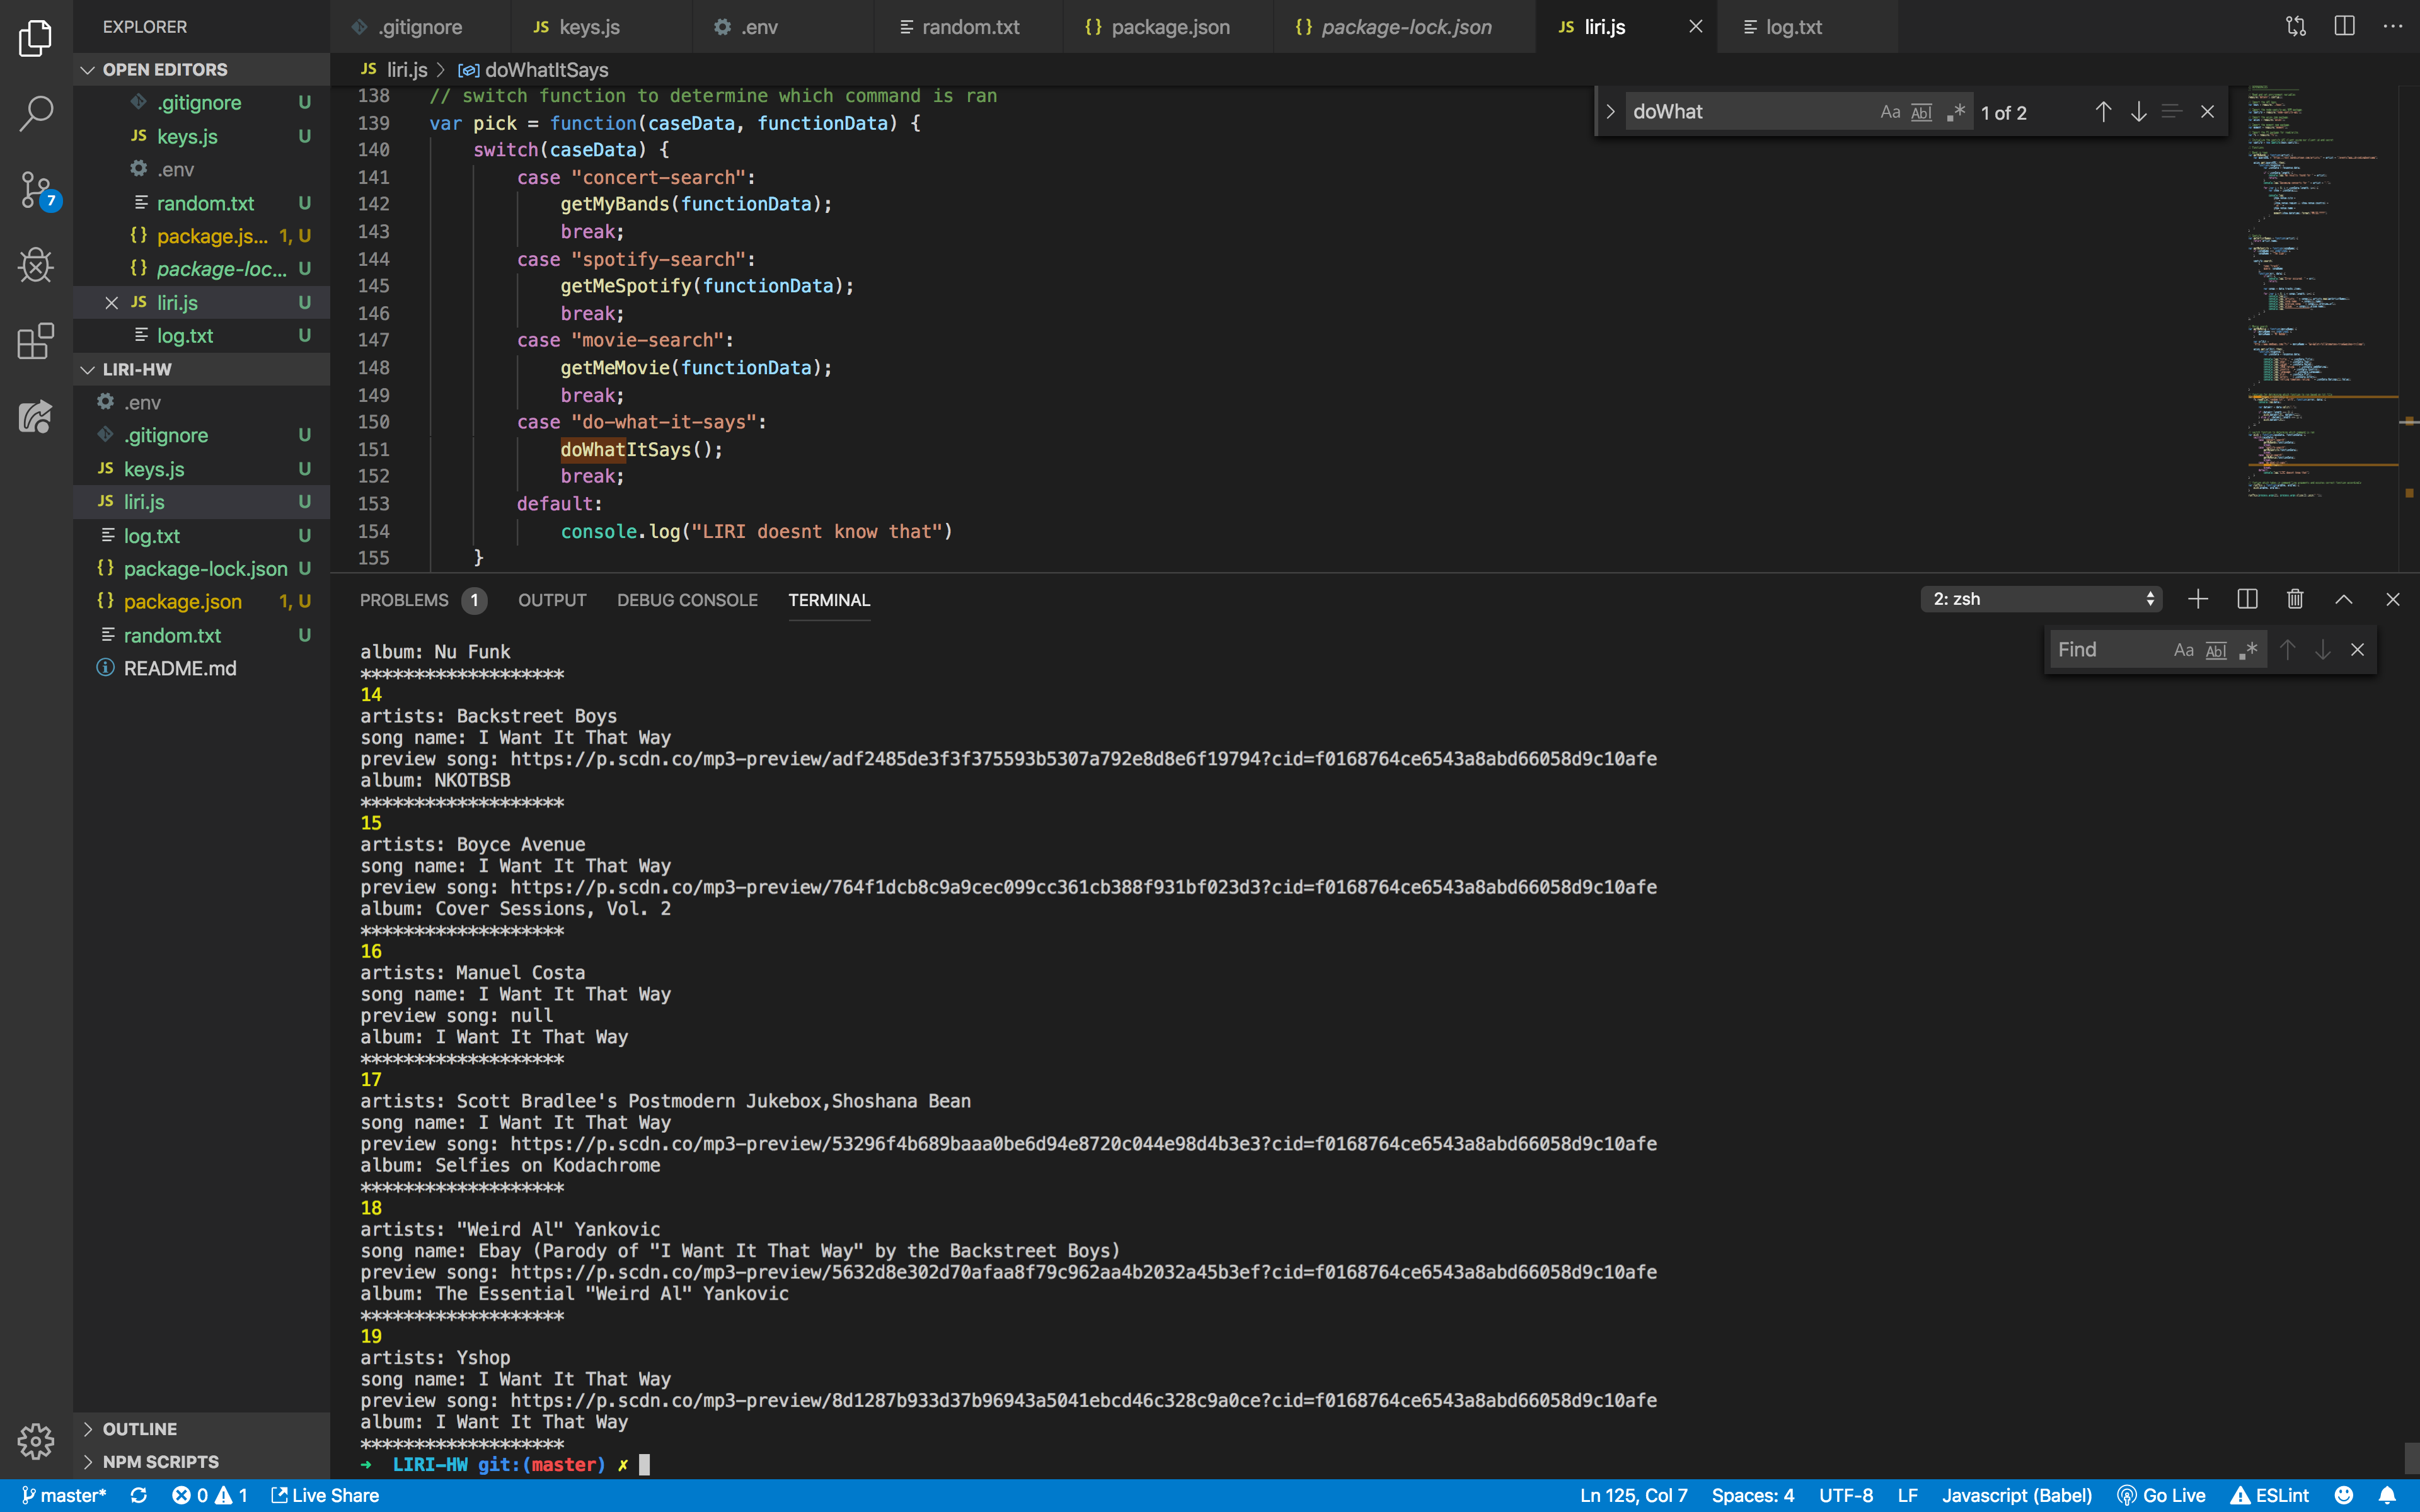 EXPLORER
OPEN EDITORS
.gitignore U
JS keys.js U
.env
random.txt U
{} package.js... 1, U
{} package-loc... U
JS liri.js U
log.txt U
LIRI-HW
.env
.gitignore U
JS keys.js U
JS liri.js U
log.txt U
{} package-lock.json U
{} package.json 1, U
random.txt U
README.md
OUTLINE
NPM SCRIPTS
7
.gitignore JS keys.js .env random.txt {} package.json {} package-lock.json JS liri.js log.txt
JS liri.js > doWhatItSays
doWhat Aa Abl .* 1 of 2
138 // switch function to determine which command is ran
139 var pick = function(caseData, functionData) {
140 switch(caseData) {
141 case "concert-search":
142 getMyBands(functionData);
143 break;
144 case "spotify-search":
145 getMeSpotify(functionData);
146 break;
147 case "movie-search":
148 getMeMovie(functionData);
149 break;
150 case "do-what-it-says":
151 doWhatItSays();
152 break;
153 default:
154 console.log("LIRI doesnt know that")
155 }
PROBLEMS 1 OUTPUT DEBUG CONSOLE TERMINAL 2: zsh
Find Aa Abl .*
album: Nu Funk
*******************
14
artists: Backstreet Boys
song name: I Want It That Way
preview song: https://p.scdn.co/mp3-preview/adf2485de3f3f375593b5307a792e8d8e6f19794?cid=f0168764ce6543a8abd66058d9c10afe
album: NKOTBSB
*******************
15
artists: Boyce Avenue
song name: I Want It That Way
preview song: https://p.scdn.co/mp3-preview/764f1dcb8c9a9cec099cc361cb388f931bf023d3?cid=f0168764ce6543a8abd66058d9c10afe
album: Cover Sessions, Vol. 2
*******************
16
artists: Manuel Costa
song name: I Want It That Way
preview song: null
album: I Want It That Way
*******************
17
artists: Scott Bradlee's Postmodern Jukebox,Shoshana Bean
song name: I Want It That Way
preview song: https://p.scdn.co/mp3-preview/53296f4b689baaa0be6d94e8720c044e98d4b3e3?cid=f0168764ce6543a8abd66058d9c10afe
album: Selfies on Kodachrome
*******************
18
artists: "Weird Al" Yankovic
song name: Ebay (Parody of "I Want It That Way" by the Backstreet Boys)
preview song: https://p.scdn.co/mp3-preview/5632d8e302d70afaa8f79c962aa4b2032a45b3ef?cid=f0168764ce6543a8abd66058d9c10afe
album: The Essential "Weird Al" Yankovic
*******************
19
artists: Yshop
song name: I Want It That Way
preview song: https://p.scdn.co/mp3-preview/8d1287b933d37b96943a5041ebcd46c328c9a0ce?cid=f0168764ce6543a8abd66058d9c10afe
album: I Want It That Way
*******************
→ LIRI-HW git:(master) ✗
master* 0 1 Live Share Ln 125, Col 7 Spaces: 4 UTF-8 LF Javascript (Babel) Go Live ESLint